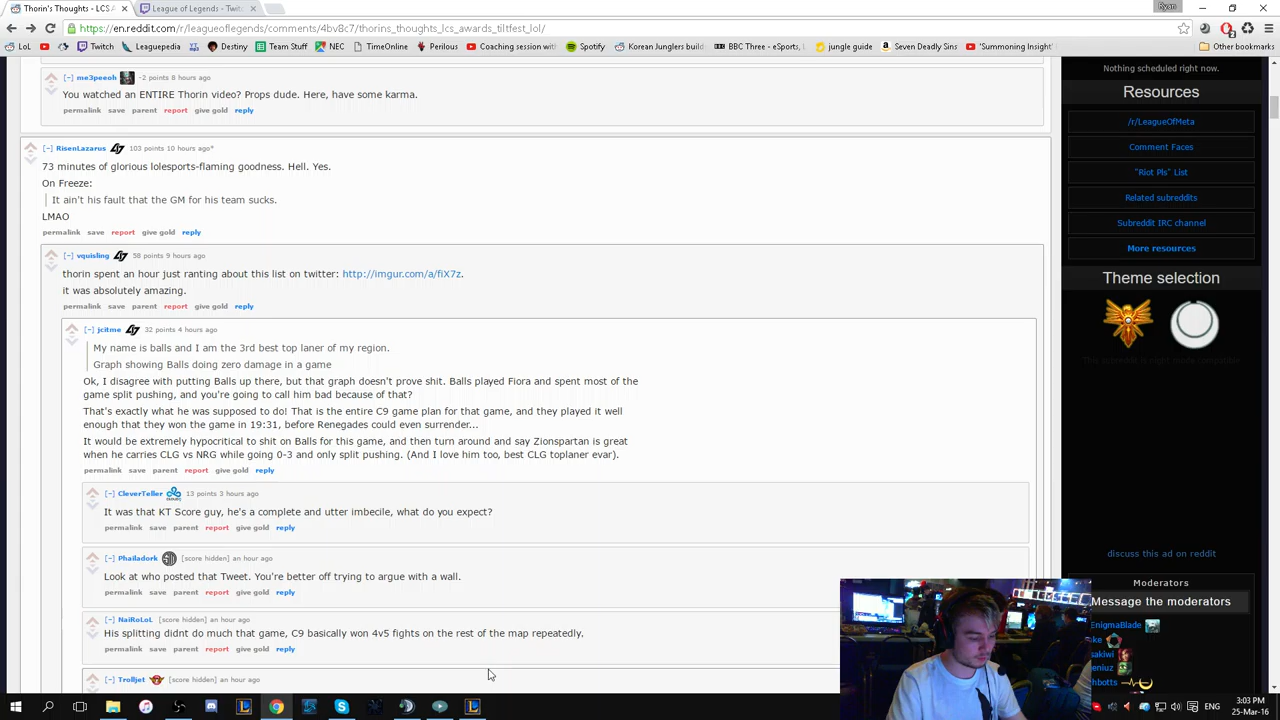 Thorin's Thoughts - LCS A
League of Legends - Twit
Ryan
https://en.reddit.com/r/leagueoflegends/comments/4bv8c7/thorins_thoughts_lcs_awards_tiltfest_lol/
LoL Twitch Leaguepedia Destiny Team Stuff NEC TimeOnline Perilous Coaching session with Spotify Korean Junglers build BBC Three - eSports, jungle guide Seven Deadly Sins 'Summoning Insight' Other bookmarks
[-] me3peeoh -2 points 8 hours ago
You watched an ENTIRE Thorin video? Props dude. Here, have some karma.
permalink save parent report give gold reply
[-] RisenLazarus 103 points 10 hours ago*
73 minutes of glorious lolesports-flaming goodness. Hell. Yes.
On Freeze:
It ain't his fault that the GM for his team sucks.
LMAO
permalink save report give gold reply
[-] vquisling 58 points 9 hours ago
thorin spent an hour just ranting about this list on twitter: http://imgur.com/a/fiX7z.
it was absolutely amazing.
permalink save parent report give gold reply
[-] jcitme 32 points 4 hours ago
My name is balls and I am the 3rd best top laner of my region.
Graph showing Balls doing zero damage in a game
Ok, I disagree with putting Balls up there, but that graph doesn't prove shit. Balls played Fiora and spent most of the
game split pushing, and you're going to call him bad because of that?
That's exactly what he was supposed to do! That is the entire C9 game plan for that game, and they played it well
enough that they won the game in 19:31, before Renegades could even surrender...
It would be extremely hypocritical to shit on Balls for this game, and then turn around and say Zionspartan is great
when he carries CLG vs NRG while going 0-3 and only split pushing. (And I love him too, best CLG toplaner evar).
permalink save parent report give gold reply
[-] CleverTeller 13 points 3 hours ago
It was that KT Score guy, he's a complete and utter imbecile, what do you expect?
permalink save parent report give gold reply
[-] Phailadork [score hidden] an hour ago
Look at who posted that Tweet. You're better off trying to argue with a wall.
permalink save parent report give gold reply
[-] NaiRoLoL [score hidden] an hour ago
His splitting didnt do much that game, C9 basically won 4v5 fights on the rest of the map repeatedly.
permalink save parent report give gold reply
[-] Trolljet [score hidden] an hour ago
Nothing scheduled right now.
Resources
/r/LeagueOfMeta
Comment Faces
"Riot Pls" List
Related subreddits
Subreddit IRC channel
More resources
Theme selection
This subreddit is night mode compatible
discuss this ad on reddit
Moderators
Message the moderators
EnigmaBlade
ENG
3:03 PM
25-Mar-16